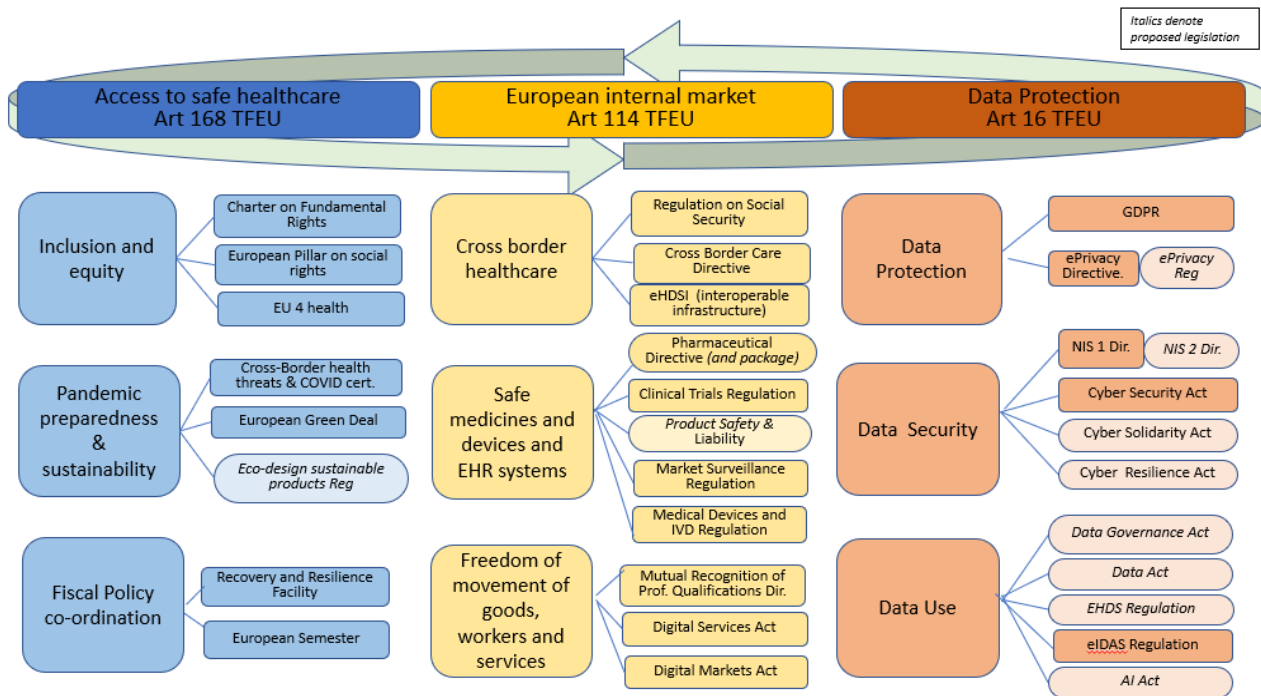 Italics denote
proposed legislation
Access to safe healthcare
Art 168 TFEU
European internal market
Art 114 TFEU
Data Protection
Art 16 TFEU
Inclusion and
equity
Charter on Fundamental
Rights
European Pillar on social
rights
EU 4 health
Pandemic
preparedness
&
sustainability
Cross-Border health
threats & COVID cert.
European Green Deal
Eco-design sustainable
products Reg
Fiscal Policy
co-ordination
Recovery and Resilience
Facility
European Semester
Cross border
healthcare
Regulation on Social
Security
Cross Border Care
Directive
eHDSI (interoperable
infrastructure)
Safe
medicines and
devices and
EHR systems
Pharmaceutical
Directive (and package)
Clinical Trials Regulation
Product Safety &
Liability
Market Surveillance
Regulation
Medical Devices and
IVD Regulation
Freedom of
movement of
goods,
workers and
services
Mutual Recognition of
Prof. Qualifications Dir.
Digital Services Act
Digital Markets Act
Data
Protection
GDPR
ePrivacy
Directive.
ePrivacy
Reg
Data Security
NIS 1 Dir.
NIS 2 Dir.
Cyber Security Act
Cyber Solidarity Act
Cyber Resilience Act
Data Use
Data Governance Act
Data Act
EHDS Regulation
eIDAS Regulation
AI Act